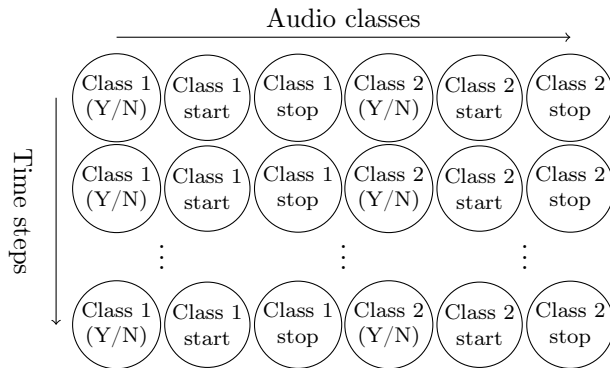 Audio classes
Time steps
Class 1 Class 1 Class 1 Class 2 Class 2 Class 2
(Y/N) start stop (Y/N) start stop
Class 1 Class 1 Class 1 Class 2 Class 2 Class 2
(Y/N) start stop (Y/N) start stop
⋮ ⋮ ⋮
Class 1 Class 1 Class 1 Class 2 Class 2 Class 2
(Y/N) start stop (Y/N) start stop